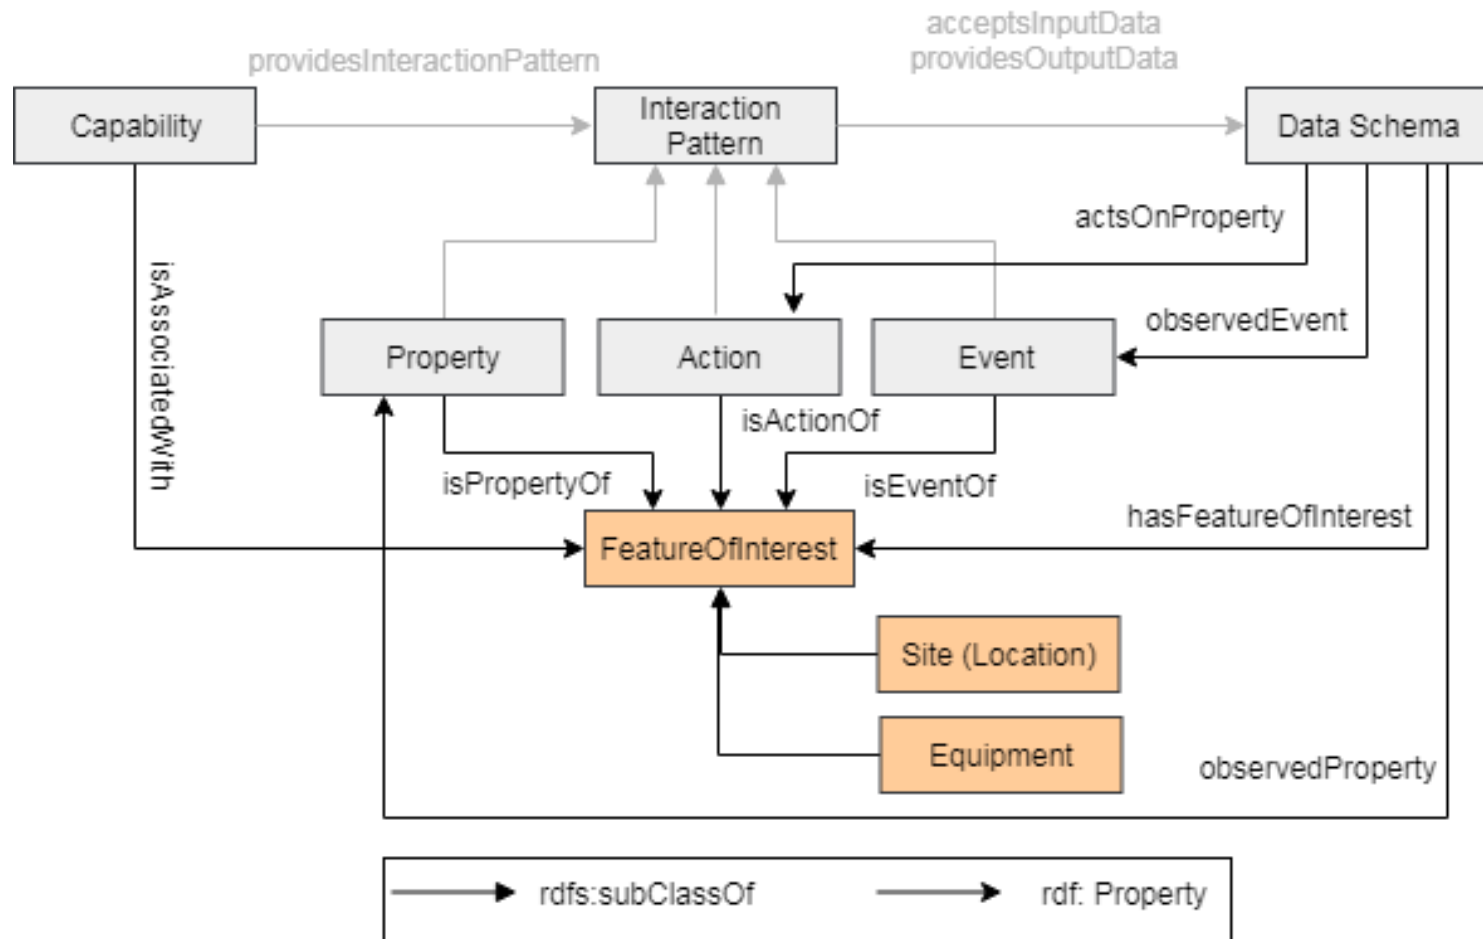 acceptsInputData
providesInteractionPattern
providesOutputData
Capability
Interaction
Pattern
Data Schema
actsOnProperty
isAssociatedWith
observedEvent
Property
Action
Event
isActionOf
isPropertyOf
isEventOf
hasFeatureOfInterest
FeatureOfInterest
Site (Location)
Equipment
observedProperty
rdfs:subClassOf
rdf: Property